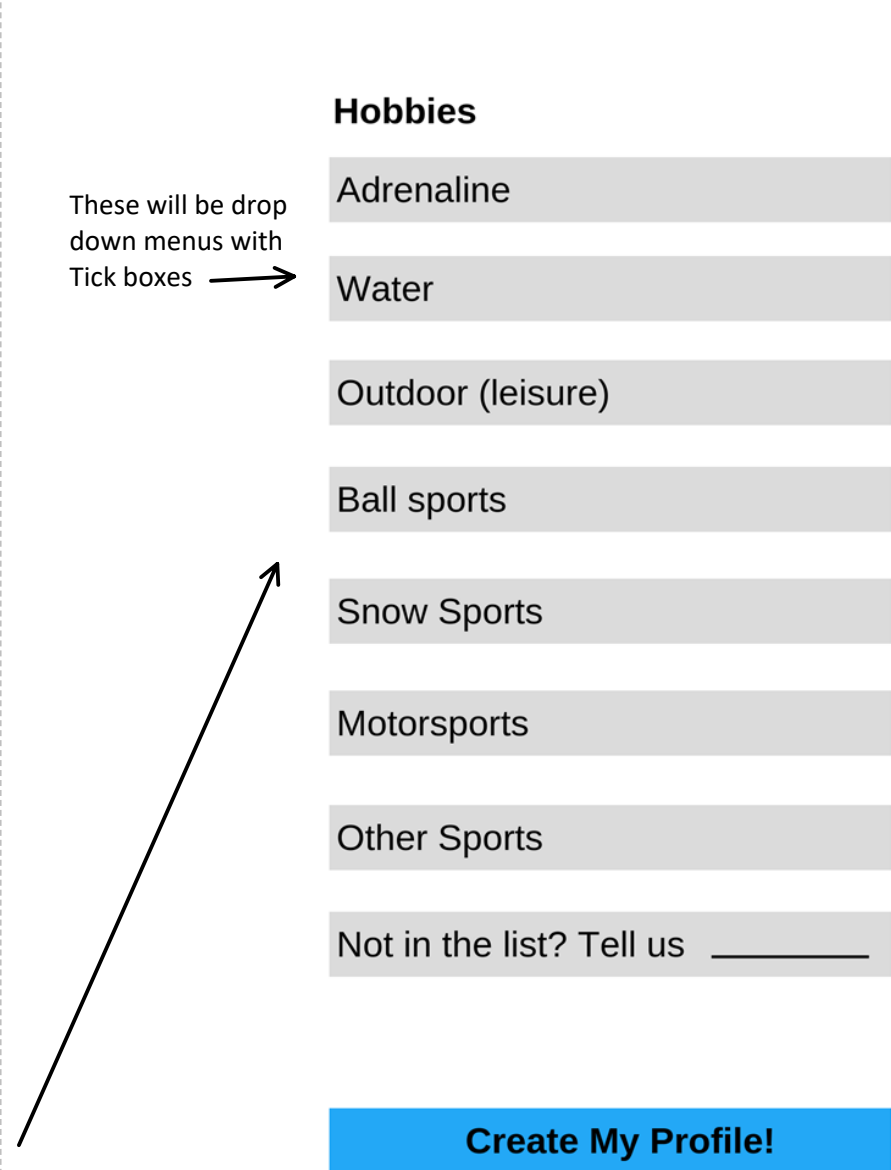 Hobbies
Adrenaline
These will be drop
down menus with
Tick boxes
Water
Outdoor (leisure)
Ball sports
Snow Sports
Motorsports
Other Sports
Not in the list? Tell us ________
Create My Profile!